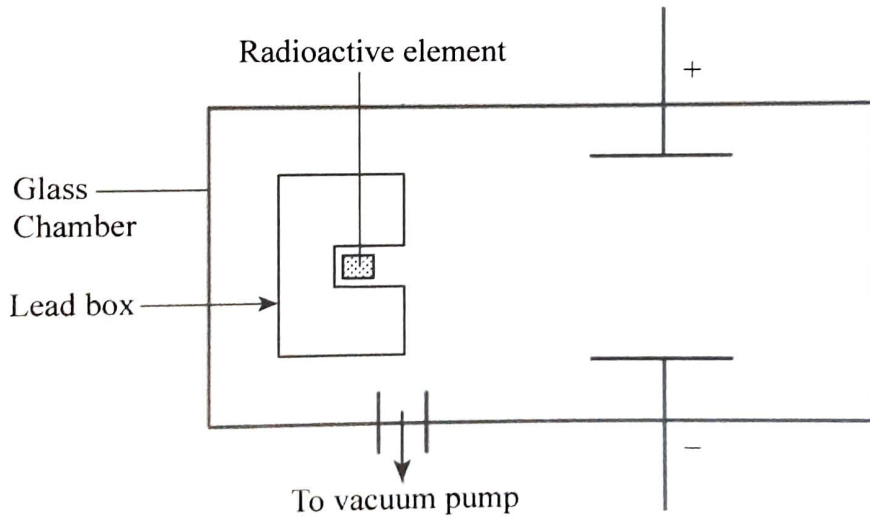 Radioactive element
+
Glass
Chamber
Lead box
−
To vacuum pump